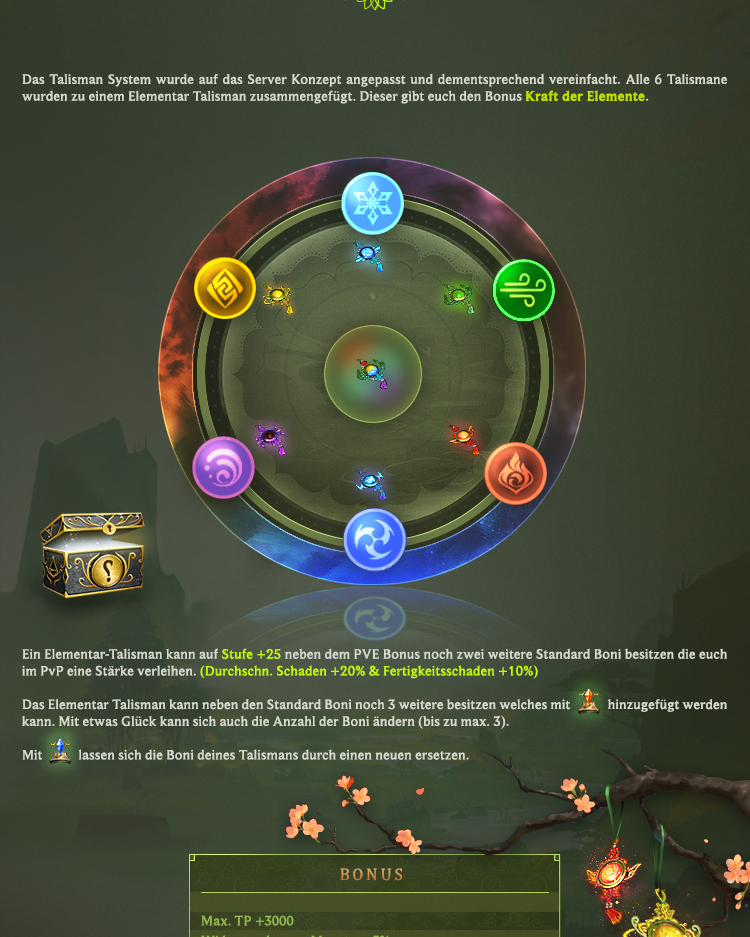 Das Talisman System wurde auf das Server Konzept angepasst und dementsprechend vereinfacht. Alle 6 Talismane
wurden zu einem Elementar Talisman zusammengefügt. Dieser gibt euch den Bonus Kraft der Elemente.
Ein Elementar-Talisman kann auf Stufe +25 neben dem PVE Bonus noch zwei weitere Standard Boni besitzen die euch
im PvP eine Stärke verleihen. (Durchschn. Schaden +20% & Fertigkeitsschaden +10%)
Das Elementar Talisman kann neben den Standard Boni noch 3 weitere besitzen welches mit hinzugefügt werden
kann. Mit etwas Glück kann sich auch die Anzahl der Boni ändern (bis zu max. 3).
Mit lassen sich die Boni deines Talismans durch einen neuen ersetzen.
BONUS
Max. TP +3000